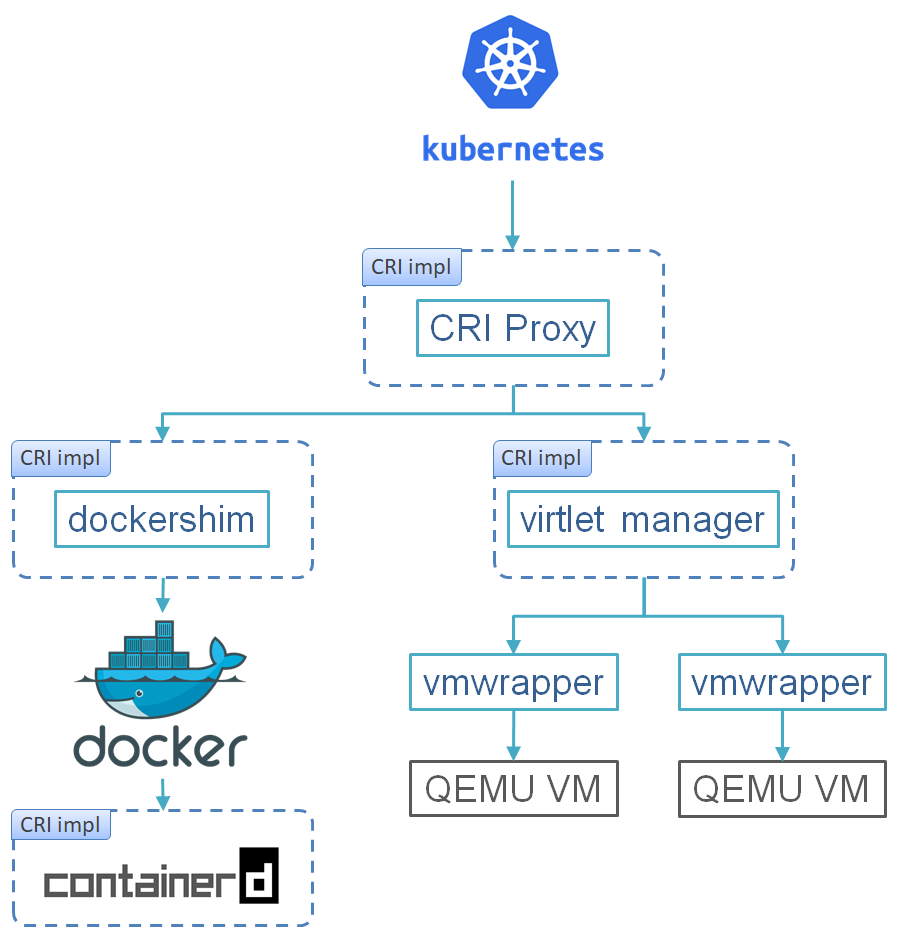 kubernetes
CRI impl
CRI Proxy
CRI impl
dockershim
CRI impl
virtlet manager
docker
vmwrapper
vmwrapper
QEMU VM
QEMU VM
CRI impl
containerd